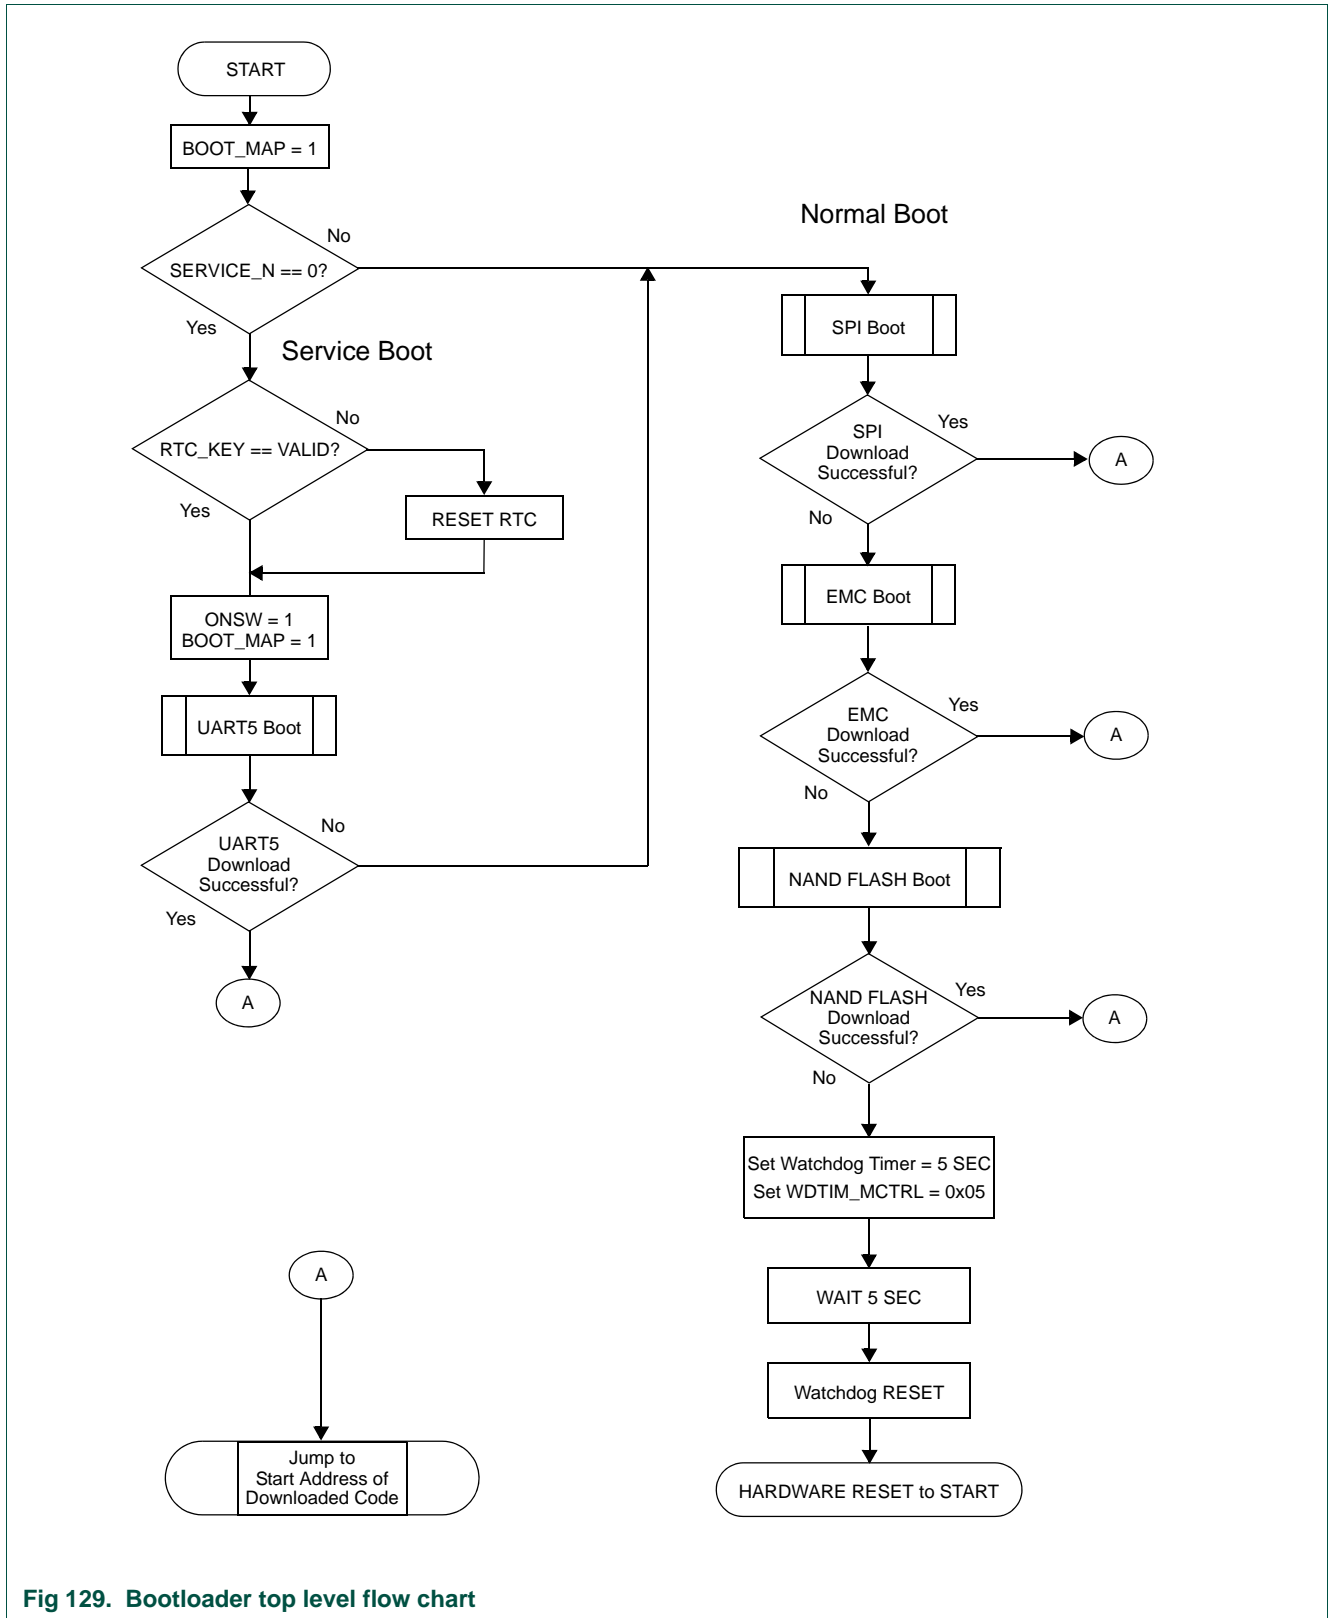 START
BOOT_MAP = 1
SERVICE_N == 0?
No
Yes
Service Boot
RTC_KEY == VALID?
No
Yes
RESET RTC
ONSW = 1
BOOT_MAP = 1
UART5 Boot
UART5
Download
Successful?
No
Yes
A
Normal Boot
SPI Boot
SPI
Download
Successful?
Yes
A
No
EMC Boot
EMC
Download
Successful?
Yes
A
No
NAND FLASH Boot
NAND FLASH
Download
Successful?
Yes
A
No
Set Watchdog Timer = 5 SEC
Set WDTIM_MCTRL = 0x05
WAIT 5 SEC
Watchdog RESET
HARDWARE RESET to START
A
Jump to
Start Address of
Downloaded Code
Fig 129. Bootloader top level flow chart